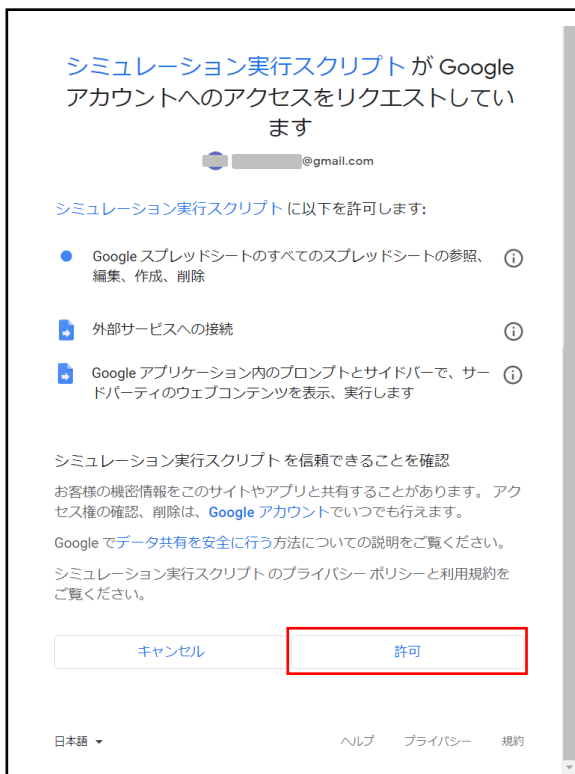 シミュレーション実行スクリプト が Google
アカウントへのアクセスをリクエストしてい
ます
@gmail.com
シミュレーション実行スクリプト に以下を許可します:
Google スプレッドシートのすべてのスプレッドシートの参照、
編集、作成、削除
外部サービスへの接続
Google アプリケーション内のプロンプトとサイドバーで、サー
ドパーティのウェブコンテンツを表示、実行します
シミュレーション実行スクリプト を信頼できることを確認
お客様の機密情報をこのサイトやアプリと共有することがあります。 アク
セス権の確認、削除は、Google アカウントでいつでも行えます。
Google でデータ共有を安全に行う方法についての説明をご覧ください。
シミュレーション実行スクリプト のプライバシー ポリシーと利用規約を
ご覧ください。
キャンセル 許可
日本語 ヘルプ プライバシー 規約